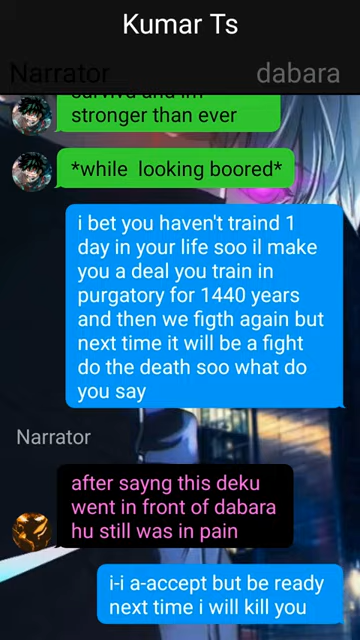 Kumar Ts
Narrator
dabara
stronger than ever
*while looking boored*
i bet you haven't traind 1
day in your life soo il make
you a deal you train in
purgatory for 1440 years
and then we figth again but
next time it will be a fight
do the death soo what do
you say
Narrator
after sayng this deku
went in front of dabara
hu still was in pain
i-i a-accept but be ready
next time i will kill you